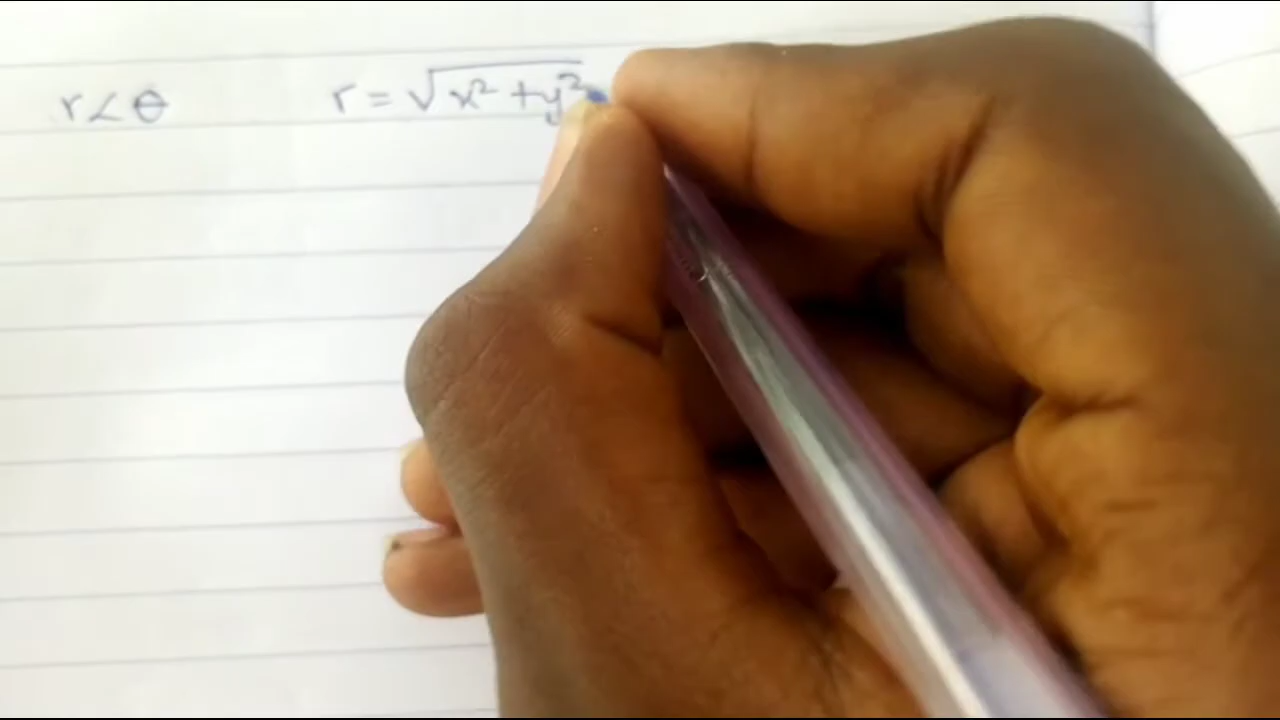 r∠θ r = √x² + y²